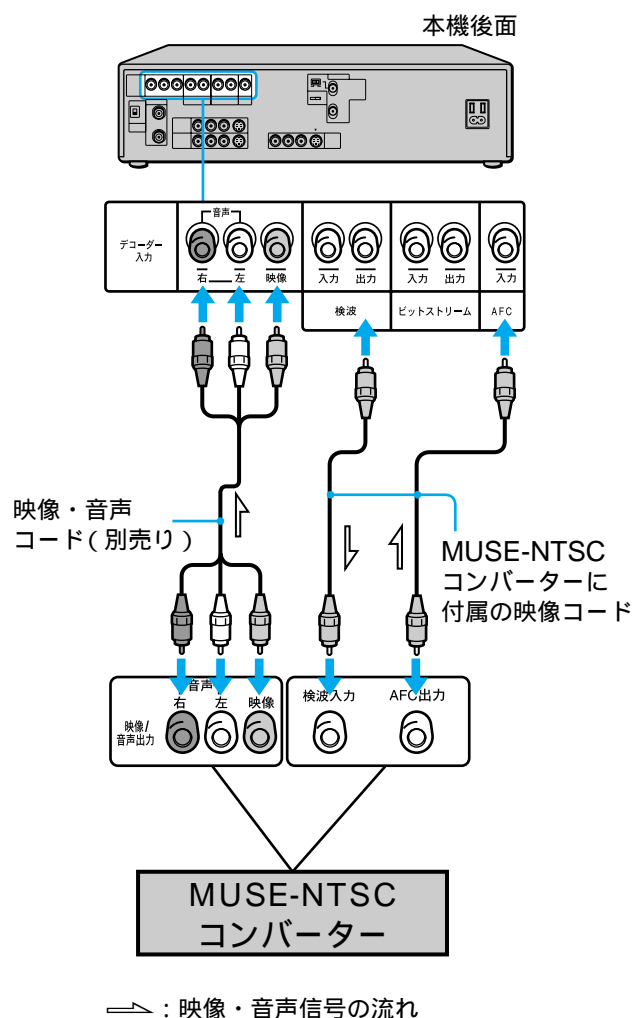 本機後面
デコーダー
入力
音声
右
左
映像
入力
出力
入力
出力
入力
検波
ビットストリーム
AFC
映像・音声
コード(別売り)
MUSE-NTSC
コンバーターに
付属の映像コード
音声
右
左
映像
映像/
音声出力
検波入力
AFC出力
MUSE-NTSC
コンバーター
：映像・音声信号の流れ